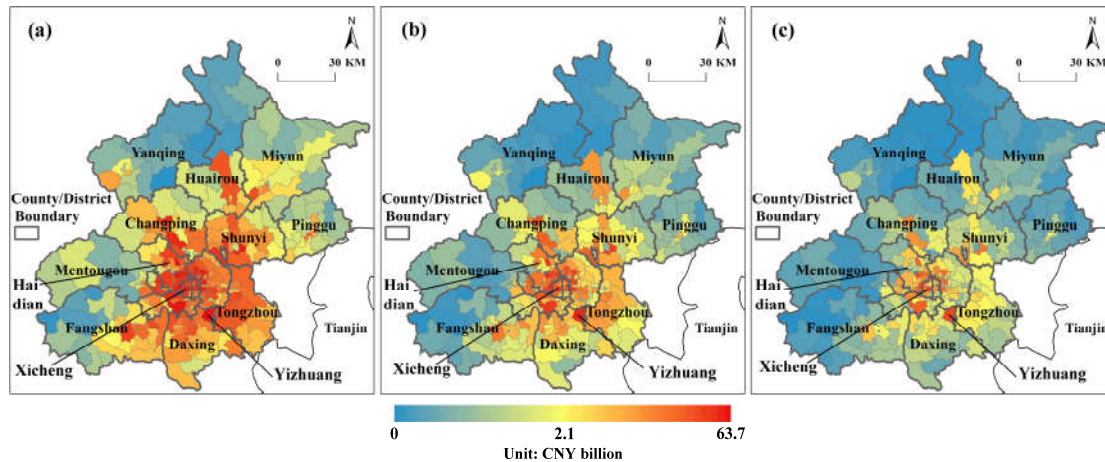 (a)
N
30 KM
0
Yanqing
Miyun
Huairou
County/District
Boundary
Changping
Shunyi
Pinggu
Mentougou
Hai
dian
Fangshan
Tongzhou
Daxing
Tianjin
Xicheng
Yizhuang
(b)
N
30 KM
0
Yanqing
Miyun
Huairou
County/District
Boundary
Changping
Shunyi
Pinggu
Mentougou
Hai
dian
Fangshan
Tongzhou
Daxing
Tianjin
Xicheng
Yizhuang
(c)
N
30 KM
0
Yanqing
Miyun
Huairou
County/District
Boundary
Changping
Shunyi
Pinggu
Mentougou
Hai
dian
Fangshan
Tongzhou
Daxing
Tianjin
Xicheng
Yizhuang
0 2.1 63.7
Unit: CNY billion